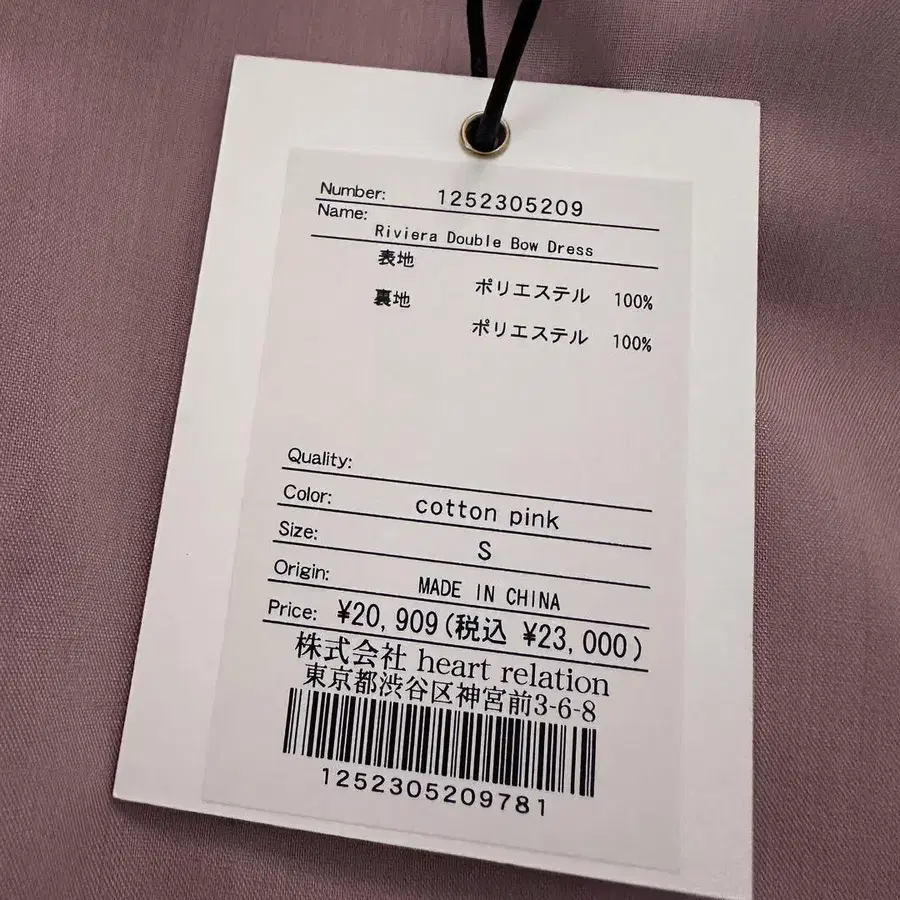 Number: 1252305209
Name:
Riviera Double Bow Dress
表地
ポリエステル 100%
裏地
ポリエステル 100%
Quality:
Color: cotton pink
Size: S
Origin: MADE IN CHINA
Price: ¥20,909(税込 ¥23,000)
株式会社 heart relation
東京都渋谷区神宮前3-6-8
1252305209781